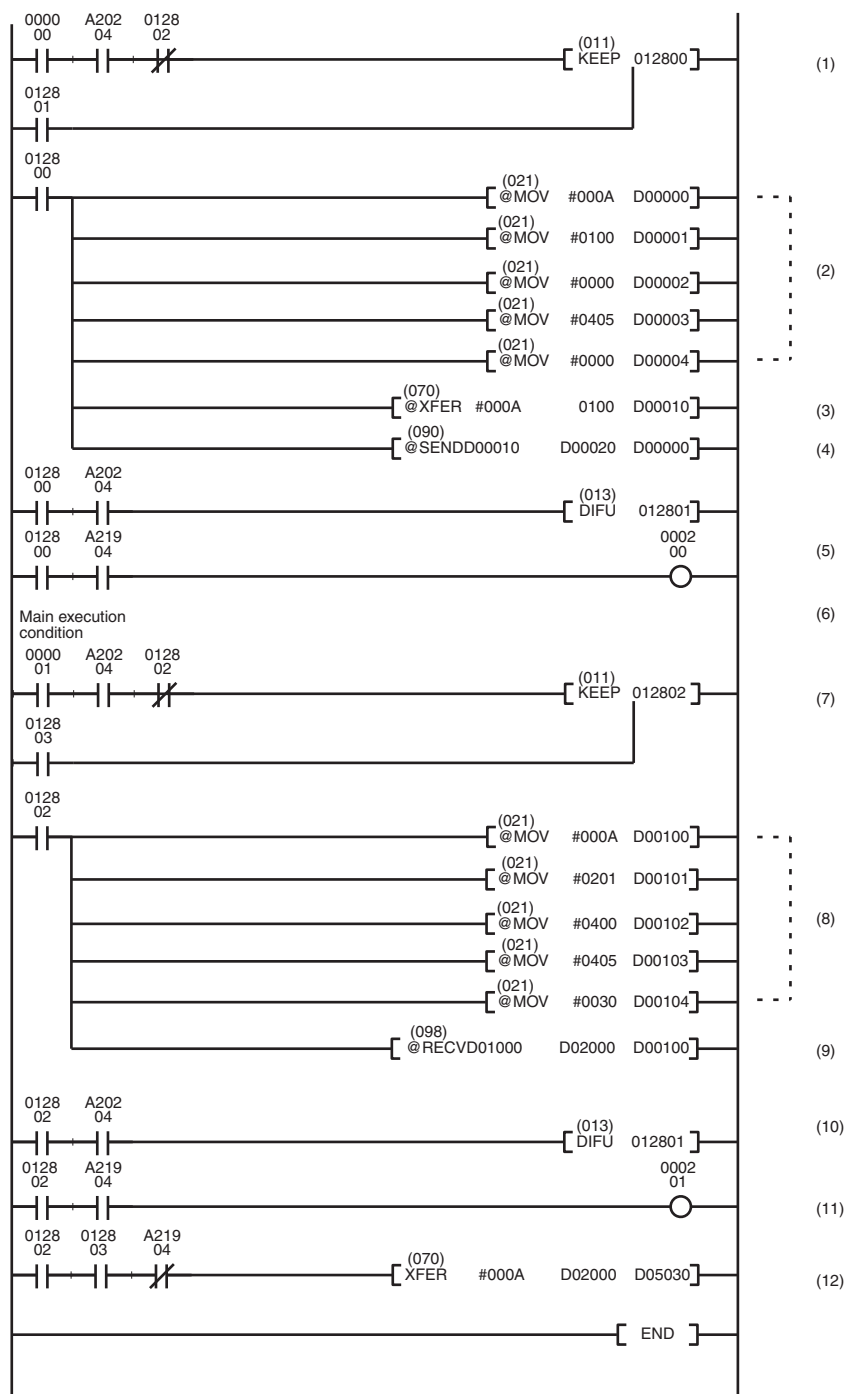 0000 A202 0128
00 04 02
(011)
KEEP 012800
(1)
0128
01
0128
00
(021)
@MOV #000A D00000
(021)
@MOV #0100 D00001
(2)
(021)
@MOV #0000 D00002
(021)
@MOV #0405 D00003
(021)
@MOV #0000 D00004
(070)
@XFER #000A 0100 D00010
(3)
(090)
@SENDD00010 D00020 D00000
(4)
0128 A202
00 04
(013)
DIFU 012801
0128 A219 0002
00 04 00
(5)
Main execution
condition
(6)
0000 A202 0128
01 04 02
(011)
KEEP 012802
(7)
0128
03
0128
02
(021)
@MOV #000A D00100
(021)
@MOV #0201 D00101
(021)
@MOV #0400 D00102
(8)
(021)
@MOV #0405 D00103
(021)
@MOV #0030 D00104
(098)
@RECVD01000 D02000 D00100
(9)
0128 A202
02 04
(10)
(013)
DIFU 012801
0128 A219 0002
02 04 01
(11)
0128 0128 A219
02 03 04
(070)
XFER #000A D02000 D05030
(12)
END